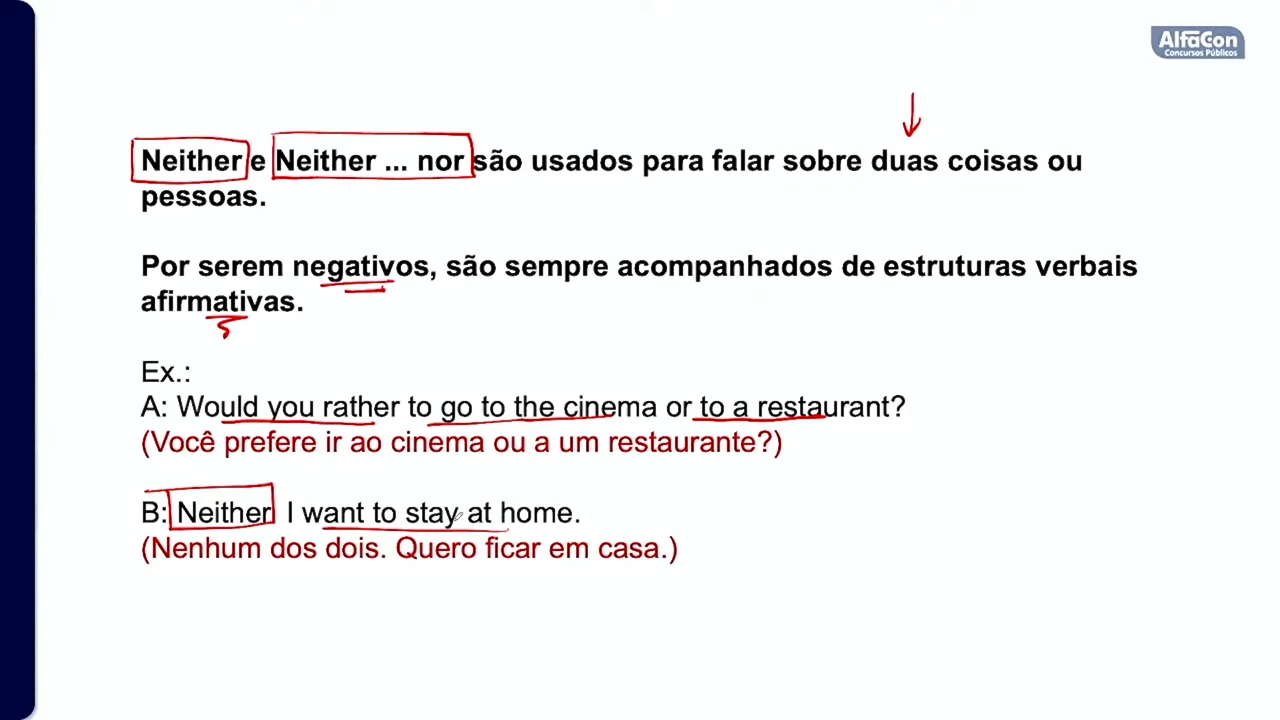 AlfaCon
Concursos Públicos
Neither e Neither ... nor são usados para falar sobre duas coisas ou
pessoas.
Por serem negativos, são sempre acompanhados de estruturas verbais
afirmativas.
Ex.:
A: Would you rather to go to the cinema or to a restaurant?
(Você prefere ir ao cinema ou a um restaurante?)
B: Neither I want to stay at home.
(Nenhum dos dois. Quero ficar em casa.)